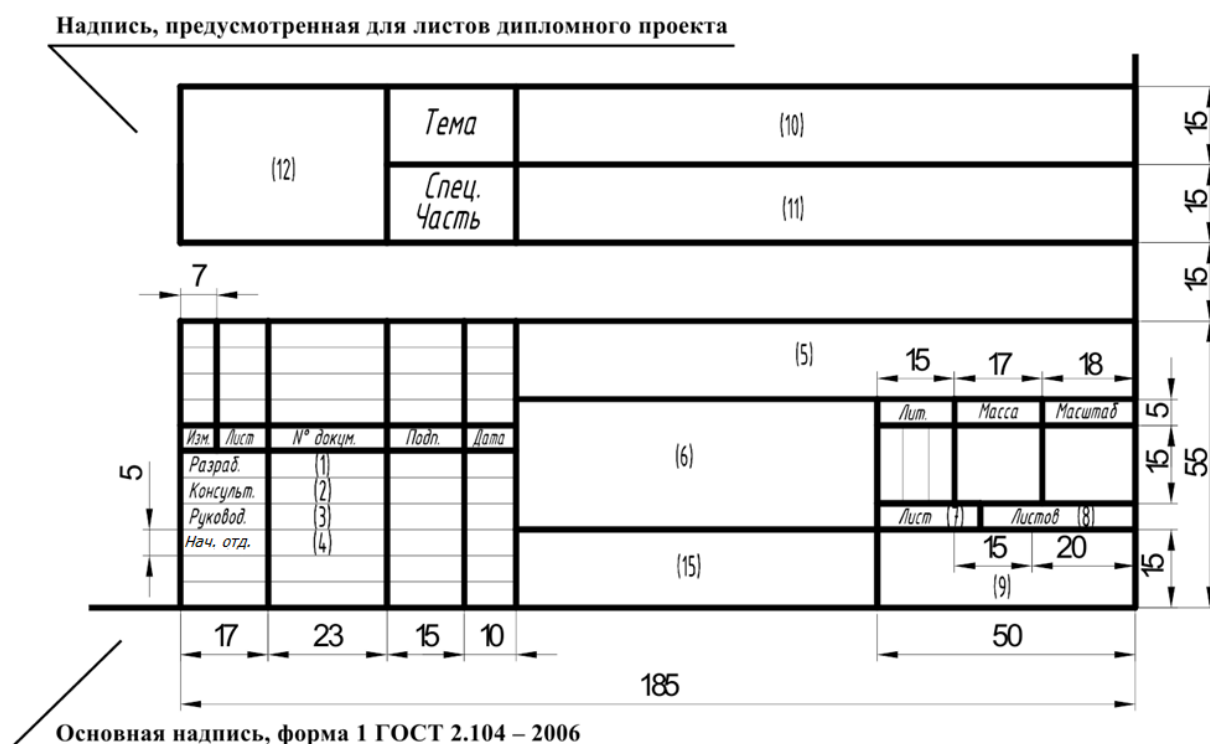 Надпись, предусмотренная для листов дипломного проекта
Тема
(10)
15
(12)
Спец.
Часть
(11)
15
15
7
(5)
15 17 18
Лит. Масса Масштаб
5
Изм. Лист N° докум. Подп. Дата
(6)
15
55
5
Разраб. (1)
Консульт. (2)
Руковод. (3)
Лист (7) Листов (8)
Нач. отд. (4)
15 20
(15)
(9)
15
17 23 15 10 50
185
Основная надпись, форма 1 ГОСТ 2.104 – 2006